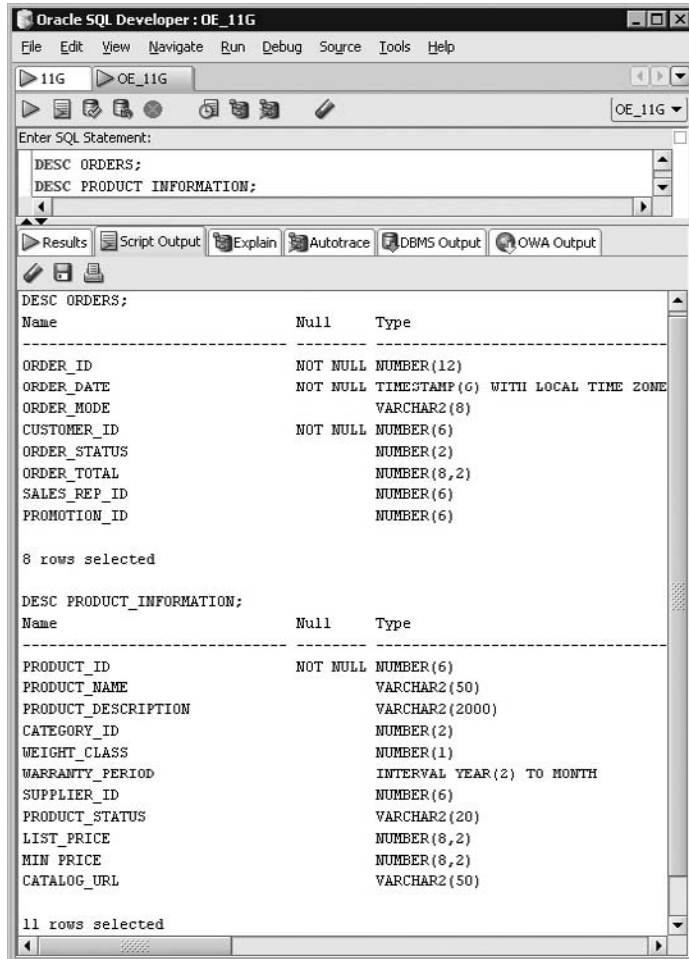 Oracle SQL Developer : OE_11G
File Edit View Navigate Run Debug Source Tools Help
11G OE_11G
OE_11G
Enter SQL Statement:
DESC ORDERS;
DESC PRODUCT INFORMATION;
Results Script Output Explain Autotrace DBMS Output OWA Output
DESC ORDERS;
Name Null Type
------------------------------ -------- ----------------------------------
ORDER_ID NOT NULL NUMBER(12)
ORDER_DATE NOT NULL TIMESTAMP(6) WITH LOCAL TIME ZONE
ORDER_MODE VARCHAR2(8)
CUSTOMER_ID NOT NULL NUMBER(6)
ORDER_STATUS NUMBER(2)
ORDER_TOTAL NUMBER(8,2)
SALES_REP_ID NUMBER(6)
PROMOTION_ID NUMBER(6)
8 rows selected
DESC PRODUCT_INFORMATION;
Name Null Type
------------------------------ -------- ----------------------------------
PRODUCT_ID NOT NULL NUMBER(6)
PRODUCT_NAME VARCHAR2(50)
PRODUCT_DESCRIPTION VARCHAR2(2000)
CATEGORY_ID NUMBER(2)
WEIGHT_CLASS NUMBER(1)
WARRANTY_PERIOD INTERVAL YEAR(2) TO MONTH
SUPPLIER_ID NUMBER(6)
PRODUCT_STATUS VARCHAR2(20)
LIST_PRICE NUMBER(8,2)
MIN PRICE NUMBER(8,2)
CATALOG_URL VARCHAR2(50)
11 rows selected